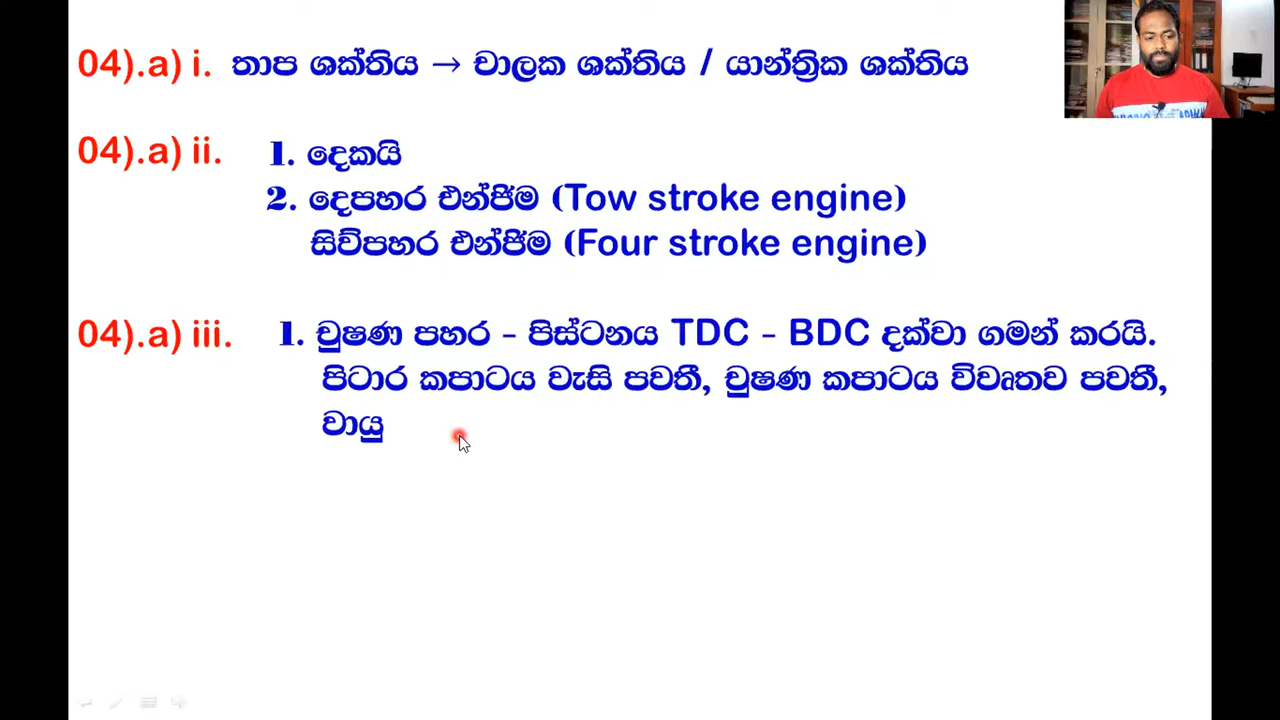 04).a) i. තාප ශක්තිය → චාලක ශක්තිය / යාන්ත්‍රික ශක්තිය
04).a) ii. 1. දෙකයි
2. දෙපහර එන්ජිම (Tow stroke engine)
සිව්පහර එන්ජිම (Four stroke engine)
04).a) iii. 1. චූෂණ පහර - පිස්ටනය TDC - BDC දක්වා ගමන් කරයි.
පිටාර කපාටය වැසි පවතී, චූෂණ කපාටය විවෘතව පවතී,
වායු